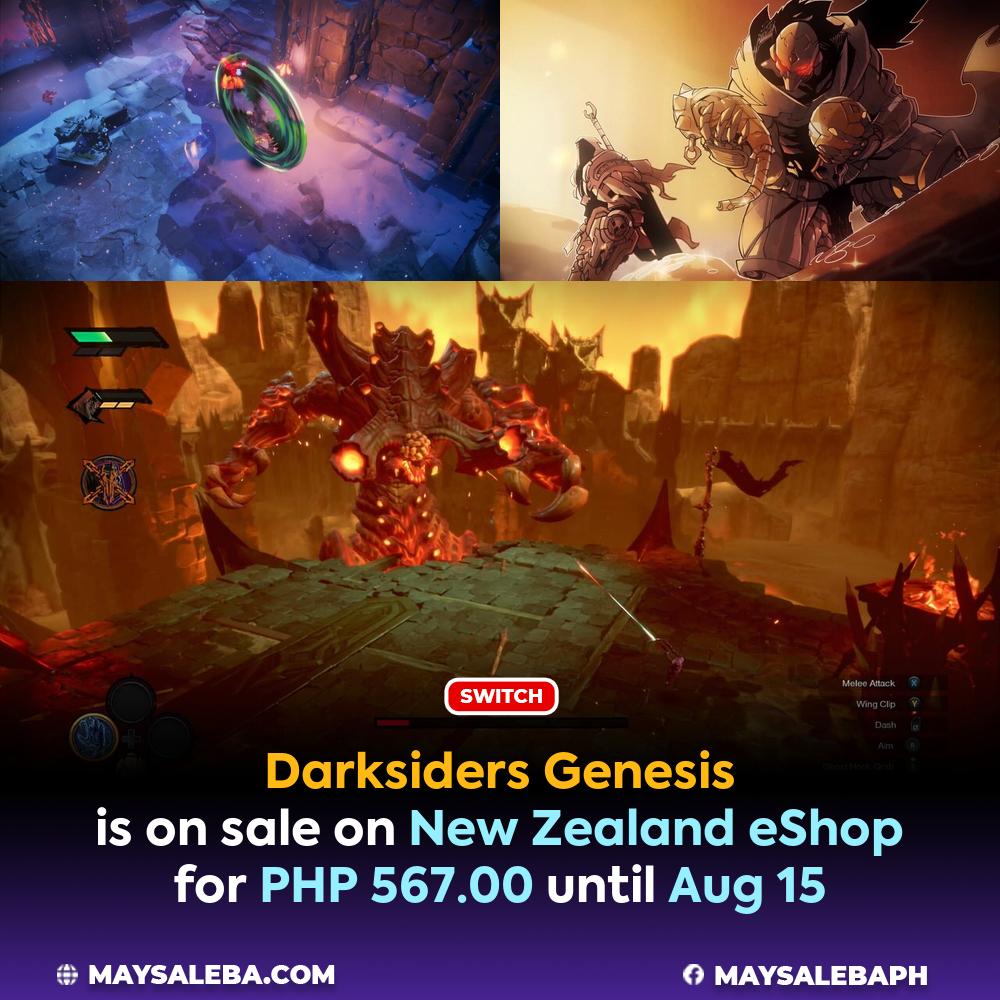 Melee Attack X
Wing Clip Y
Dash
Aim
SWITCH
Darksiders Genesis
is on sale on New Zealand eShop
for PHP 567.00 until Aug 15
MAYSALEBA.COM
MAYSALEBAPH